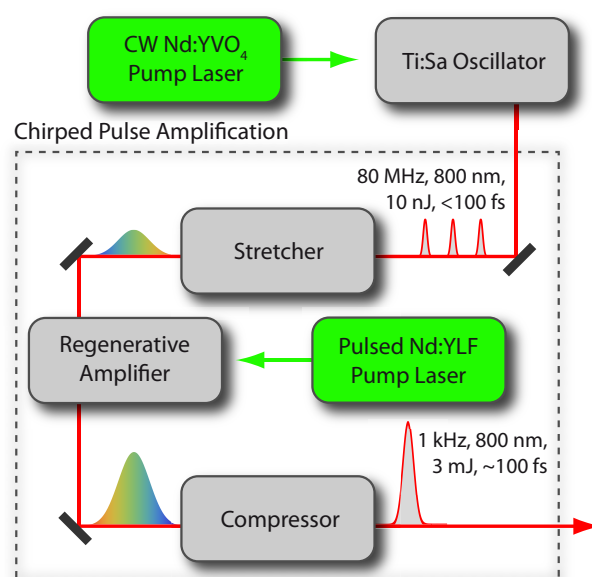 CW Nd:YVO4
Pump Laser
Ti:Sa Oscillator
Chirped Pulse Amplification
80 MHz, 800 nm,
10 nJ, <100 fs
Stretcher
Regenerative
Amplifier
Pulsed Nd:YLF
Pump Laser
1 kHz, 800 nm,
3 mJ, ~100 fs
Compressor